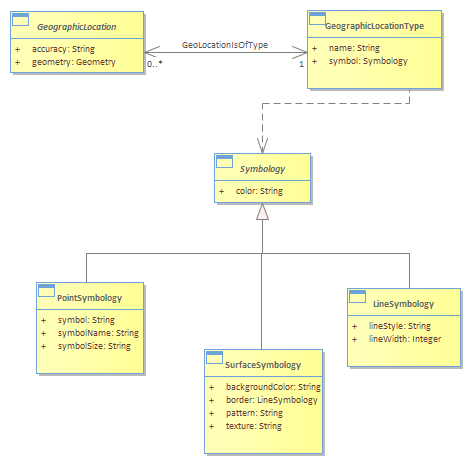 GeographicLocation
+ accuracy: String
+ geometry: Geometry
GeoLocationIsOfType
0..*
1
GeographicLocationType
+ name: String
+ symbol: Symbology
Symbology
+ color: String
PointSymbology
+ symbol: String
+ symbolName: String
+ symbolSize: String
SurfaceSymbology
+ backgroundColor: String
+ border: LineSymbology
+ pattern: String
+ texture: String
LineSymbology
+ lineStyle: String
+ lineWidth: Integer